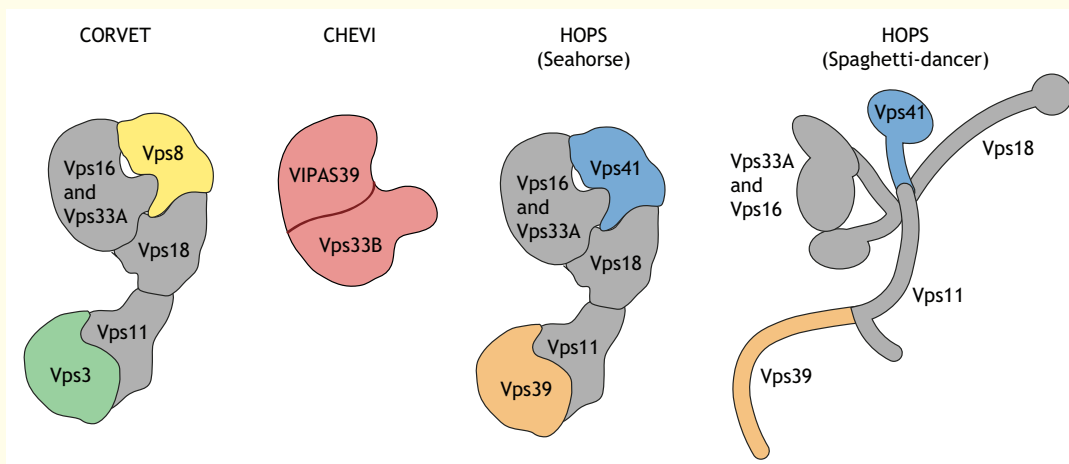 CORVET
CHEVI
HOPS
(Seahorse)
HOPS
(Spaghetti-dancer)
Vps8
Vps16
and
Vps33A
Vps18
Vps11
Vps3
VIPAS39
Vps33B
Vps41
Vps16
and
Vps33A
Vps18
Vps11
Vps39
Vps41
Vps18
Vps33A
and
Vps16
Vps11
Vps39